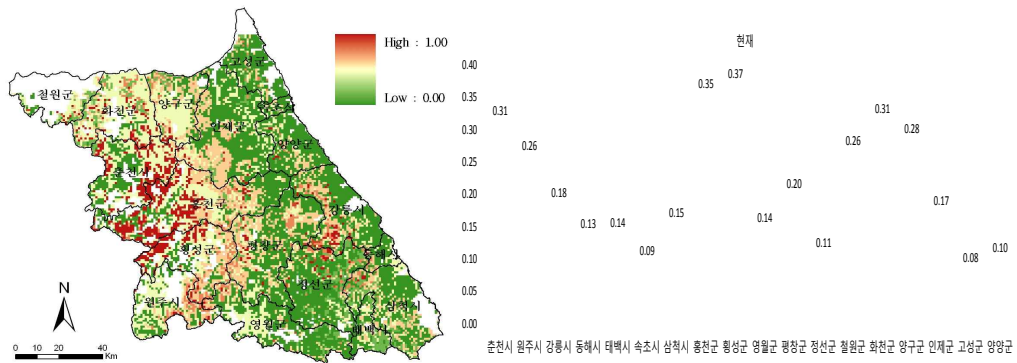 High : 1.00
Low : 0.00
고성군
철원군
화천군
양구군
속초시
인제군
양양군
춘천시
홍천군
강릉시
횡성군
평창군
동해시
정선군
원주시
삼척시
영월군
태백시
N
0 5 10 20 30 40
Km
현재
0.40
0.35
0.30
0.25
0.20
0.15
0.10
0.05
0.00
0.31
0.26
0.18
0.13
0.14
0.09
0.15
0.35
0.37
0.14
0.20
0.11
0.26
0.31
0.28
0.17
0.08
0.10
춘천시 원주시 강릉시 동해시 태백시 속초시 삼척시 홍천군 횡성군 영월군 평창군 정선군 철원군 화천군 양구군 인제군 고성군 양양군